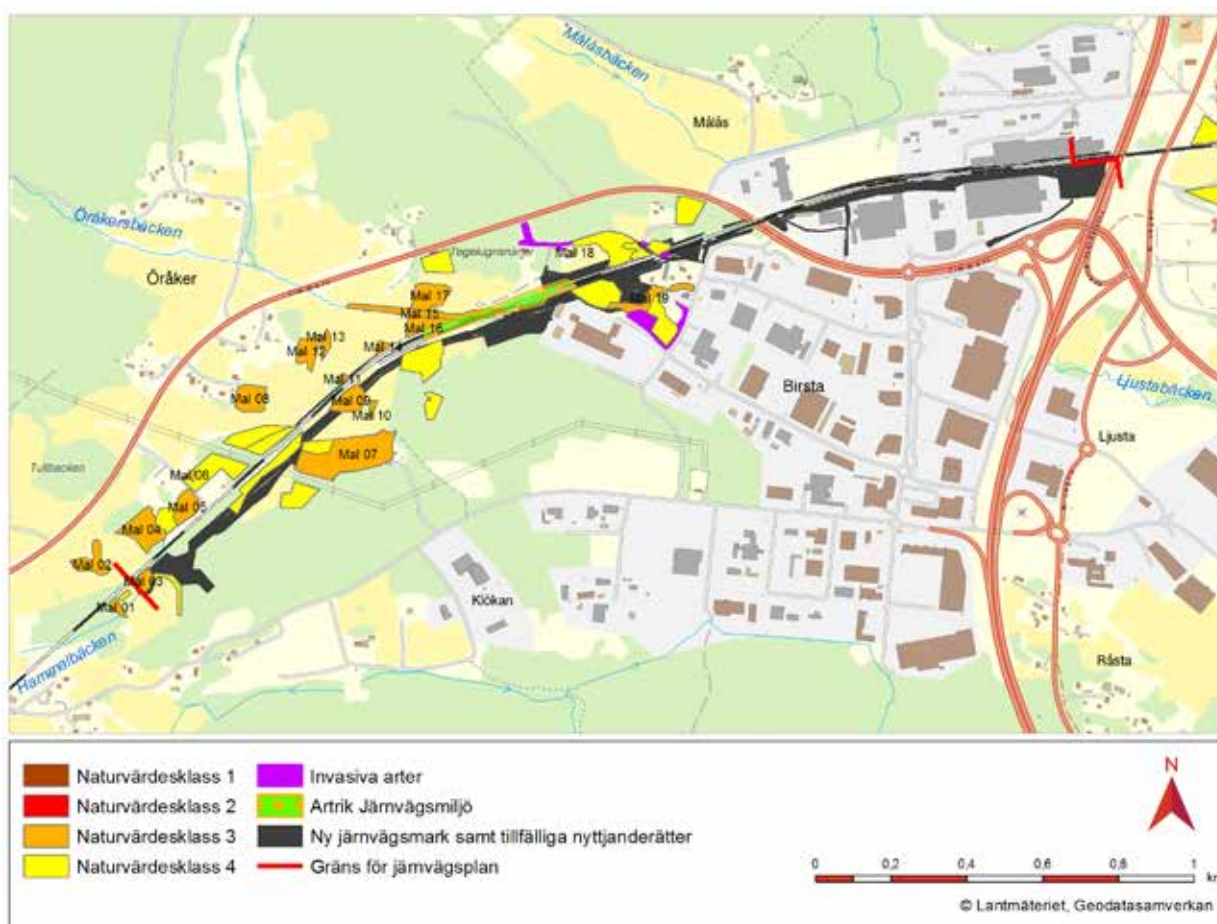 Målåsbäcken
Målås
Öråkersbäcken
Öråker
Mal 18
Mal 17
Mal 15
Mal 16
Mal 19
Mal 13
Mal 12
Mal 14
Mal 11
Mal 09
Mal 08
Mal 10
Birsta
Ljustabäcken
Ljusta
Mal 07
Mal 06
Mal 05
Mal 04
Mal 02
Mal 03
Mal 01
Klökan
Hammelbäcken
Råsta
Naturvärdesklass 1
Naturvärdesklass 2
Naturvärdesklass 3
Naturvärdesklass 4
Invasiva arter
Artrik Järnvägsmiljö
Ny järnvägsmark samt tillfälliga nyttjanderätter
Gräns för järnvägsplan
N
0 0,2 0,4 0,6 0,8 1
km
© Lantmäteriet, Geodatasamverkan